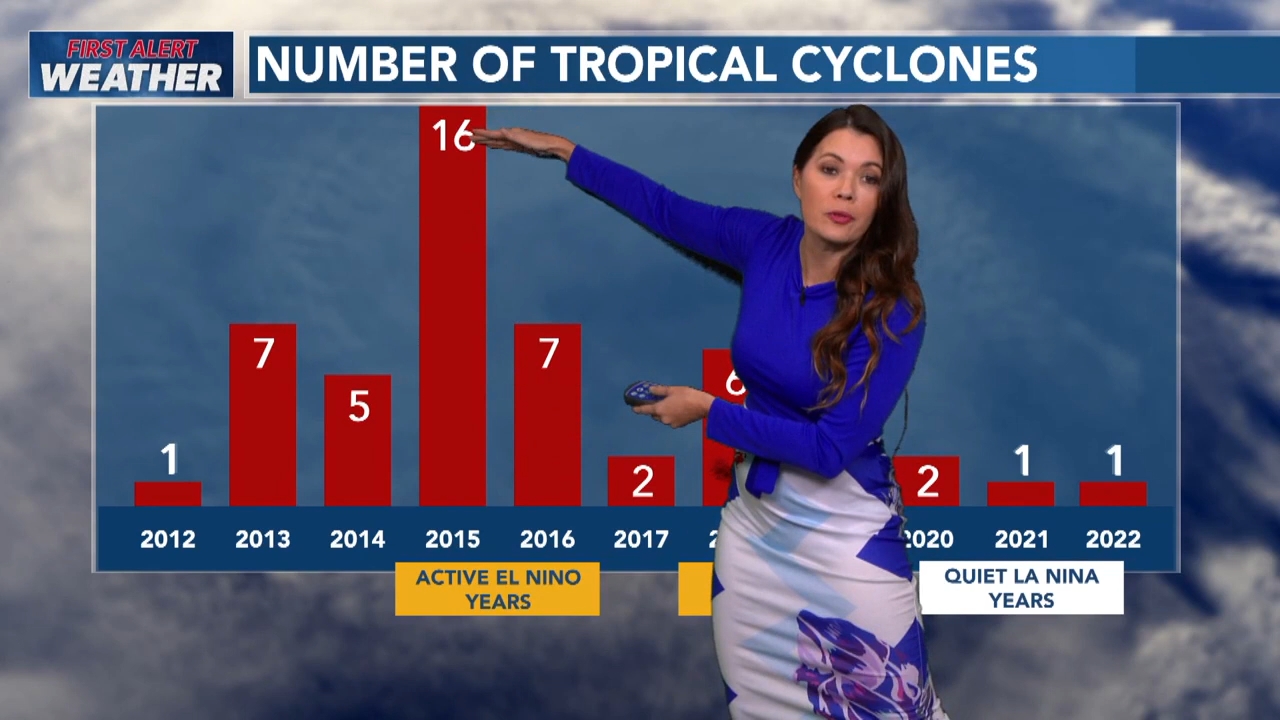 FIRST ALERT
WEATHER
NUMBER OF TROPICAL CYCLONES
16
7
7
5
6
1
2
2
1
1
2012 2013 2014 2015 2016 2017 2020 2021 2022
ACTIVE EL NINO
YEARS
QUIET LA NINA
YEARS